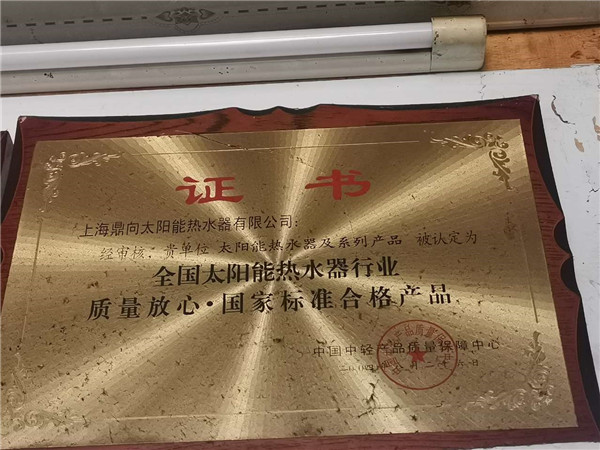 证 书
上海鼎向太阳能热水器有限公司：
经审核，贵单位 太阳能热水器及系列产品 被认定为
全国太阳能热水器行业
质量放心·国家标准合格产品
中国中轻产品质量保障中心